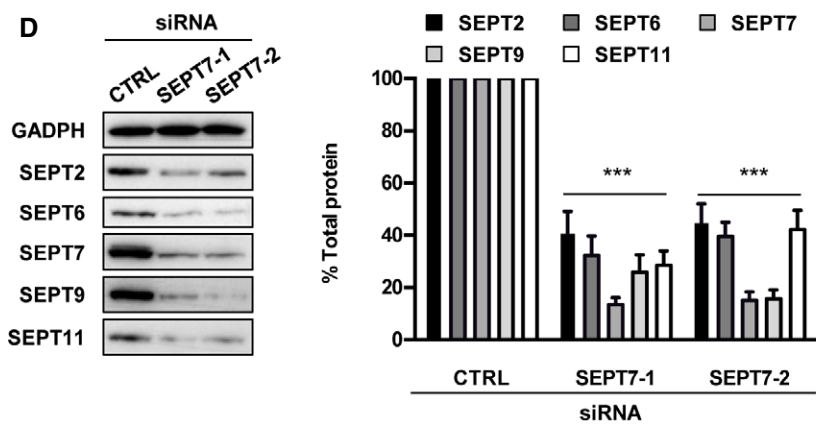 D
siRNA
CTRL SEPT7-1 SEPT7-2
GADPH
SEPT2
SEPT6
SEPT7
SEPT9
SEPT11
SEPT2 SEPT6 SEPT7
SEPT9 SEPT11
% Total protein
100
80
60
40
20
0
*** ***
CTRL SEPT7-1 SEPT7-2
siRNA